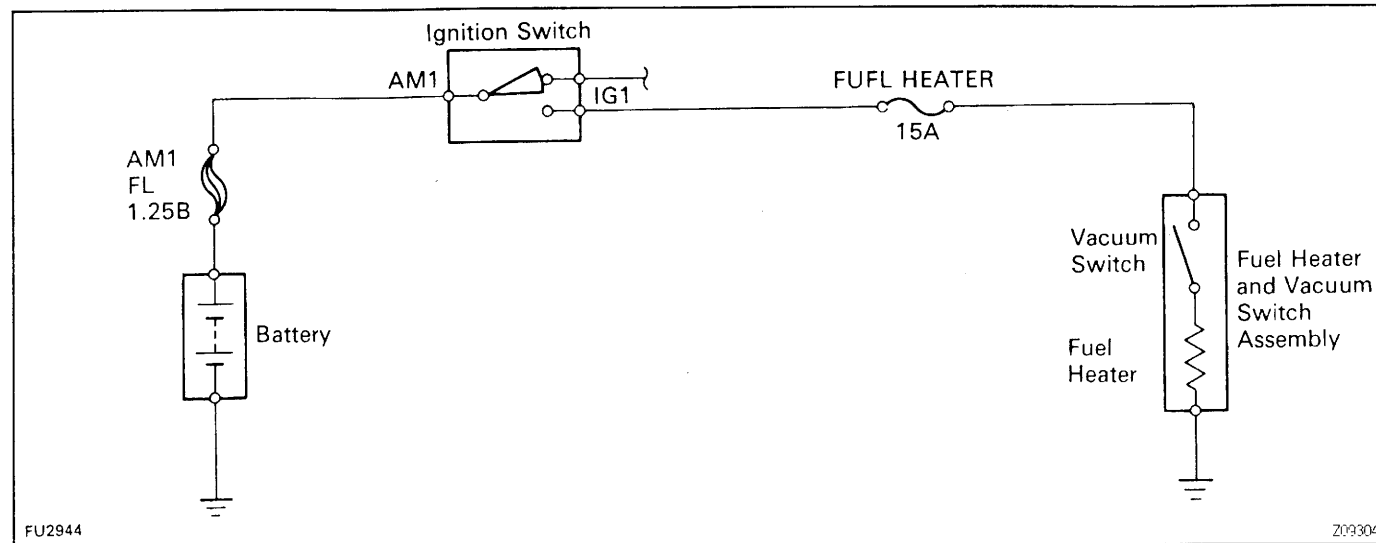 Ignition Switch
AM1
IG1
FUFL HEATER
15A
AM1
FL
1.25B
Battery
Vacuum
Switch
Fuel
Heater
Fuel Heater
and Vacuum
Switch
Assembly
FU2944
Z09304